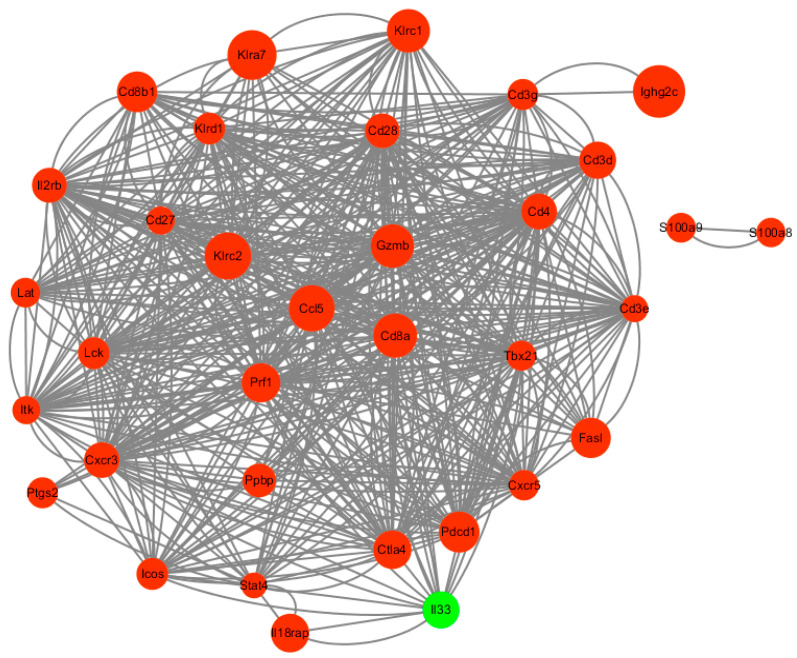 Klrc1
Klra7
Cd8b1
Cd3g
Ighg2c
Klrd1
Cd28
Cd3d
Il2rb
Cd27
Cd4
S100a9
S100a8
Gzmb
Klrc2
Lat
Ccl5
Cd3e
Cd8a
Lck
Tbx21
Prf1
Itk
Fasl
Cxcr3
Ppbp
Cxcr5
Ptgs2
Pdcd1
Ctla4
Icos
Stat4
Il33
Il18rap